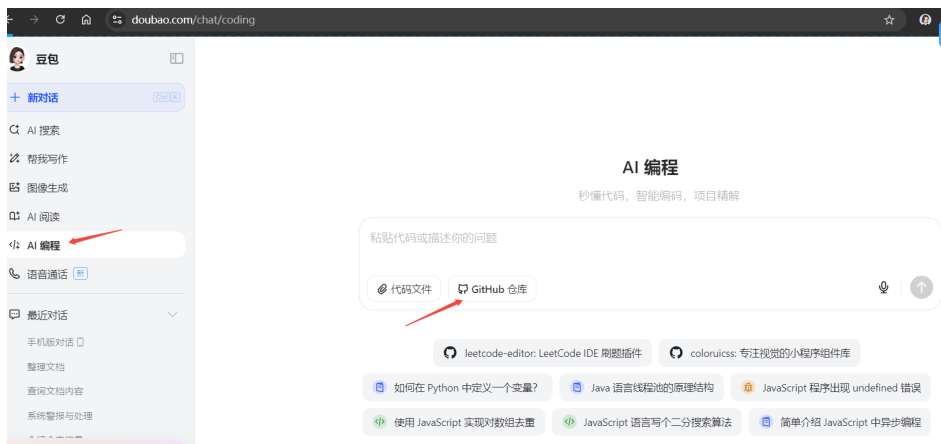 doubao.com/chat/coding
豆包
新对话
Ctrl K
AI 搜索
帮我写作
图像生成
AI 阅读
AI 编程
语音通话 新
最近对话
手机版对话
整理文档
查询文档内容
系统警报与处理
AI 编程
秒懂代码，智能编码，项目精解
粘贴代码或描述你的问题
代码文件
GitHub 仓库
leetcode-editor: LeetCode IDE 刷题插件
coloruicss: 专注视觉的小程序组件库
如何在 Python 中定义一个变量?
Java 语言线程池的原理结构
JavaScript 程序出现 undefined 错误
使用 JavaScript 实现对数组去重
JavaScript 语言写个二分搜索算法
简单介绍 JavaScript 中异步编程